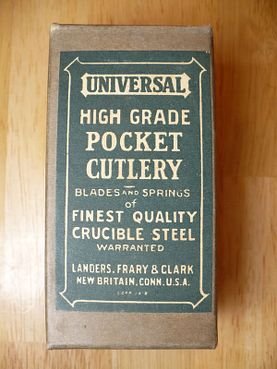 UNIVERSAL
HIGH GRADE
POCKET
CUTLERY
BLADES AND SPRINGS
of
FINEST QUALITY
CRUCIBLE STEEL
WARRANTED
LANDERS, FRARY & CLARK
NEW BRITAIN, CONN. U.S.A.